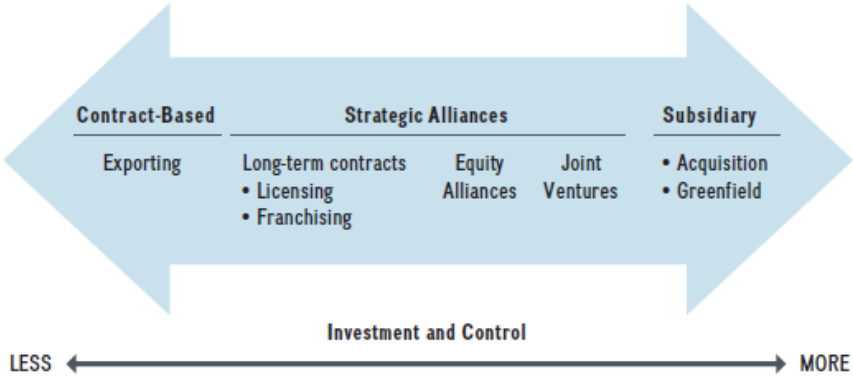 Contract-Based
Strategic Alliances
Subsidiary
Exporting
Long-term contracts
• Licensing
• Franchising
Equity
Alliances
Joint
Ventures
• Acquisition
• Greenfield
Investment and Control
LESS
MORE